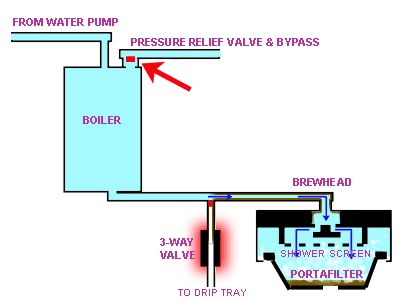 FROM WATER PUMP
PRESSURE RELIEF VALVE & BYPASS
BOILER
BREWHEAD
3-WAY
VALVE
SHOWER SCREEN
PORTAFILTER
TO DRIP TRAY